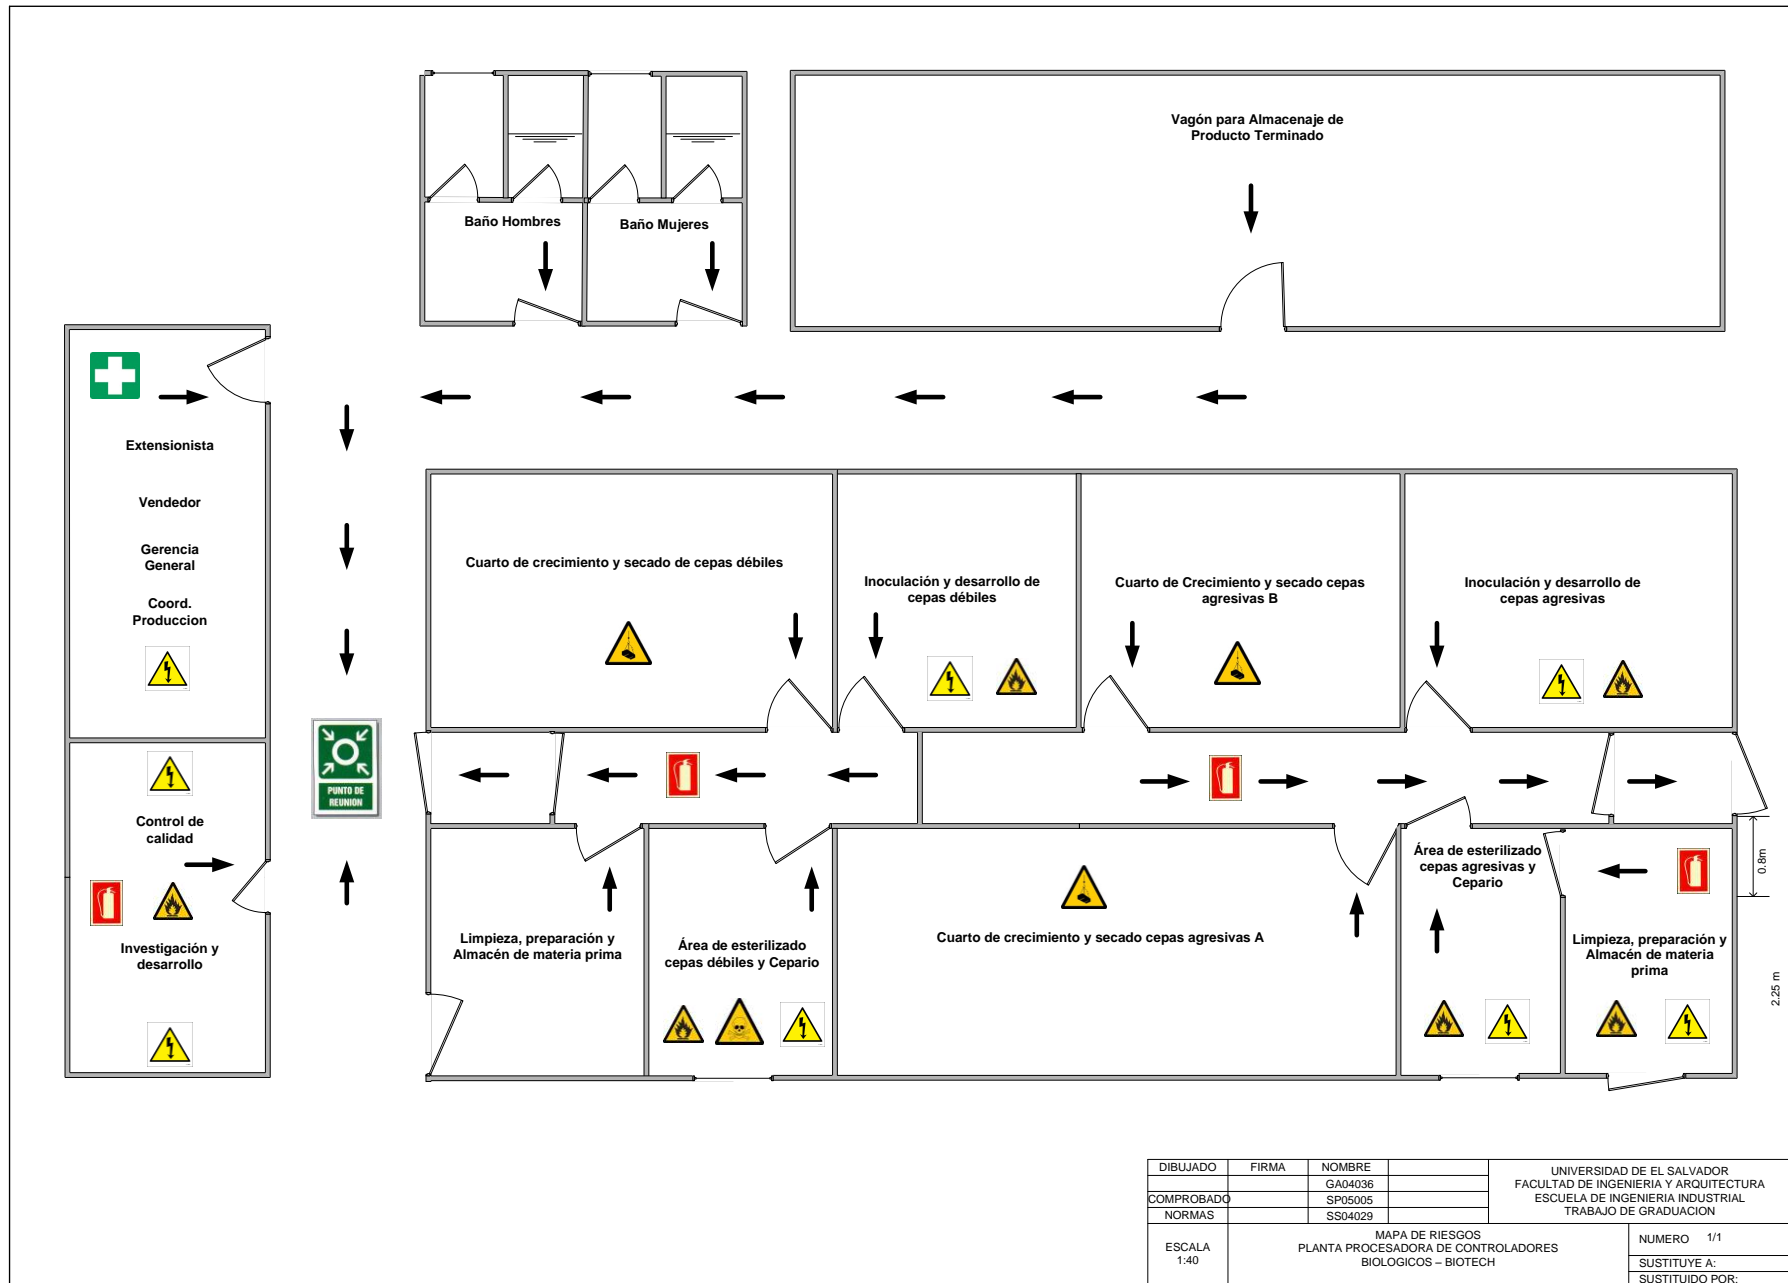 Vagón para Almacenaje de
Producto Terminado
Baño Hombres
Baño Mujeres
Extensionista
Vendedor
Gerencia
General
Coord.
Produccion
Cuarto de crecimiento y secado de cepas débiles
Inoculación y desarrollo de
cepas débiles
Cuarto de Crecimiento y secado cepas
agresivas B
Inoculación y desarrollo de
cepas agresivas
PUNTO DE
REUNION
Control de
calidad
Investigación y
desarrollo
Limpieza, preparación y
Almacén de materia prima
Área de esterilizado
cepas débiles y Cepario
Cuarto de crecimiento y secado cepas agresivas A
Área de esterilizado
cepas agresivas y
Cepario
Limpieza, preparación y
Almacén de materia
prima
0.8m
2.25 m
DIBUJADO FIRMA NOMBRE
GA04036
COMPROBADO SP05005
NORMAS SS04029
UNIVERSIDAD DE EL SALVADOR
FACULTAD DE INGENIERIA Y ARQUITECTURA
ESCUELA DE INGENIERIA INDUSTRIAL
TRABAJO DE GRADUACION
ESCALA
1:40
MAPA DE RIESGOS
PLANTA PROCESADORA DE CONTROLADORES
BIOLOGICOS – BIOTECH
NUMERO 1/1
SUSTITUYE A:
SUSTITUIDO POR: